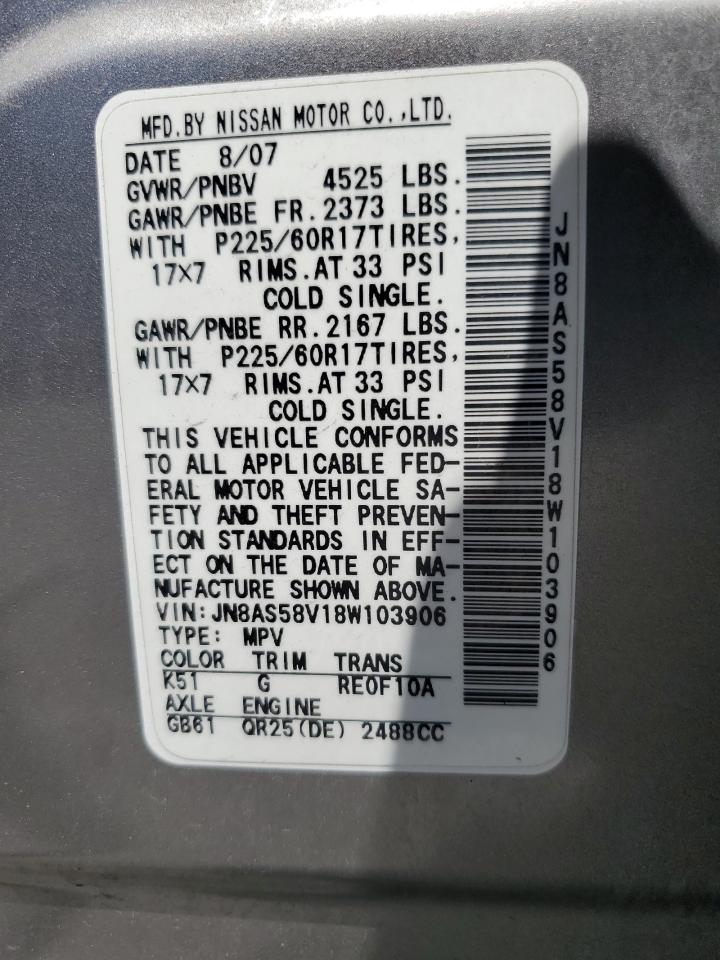 MFD.BY NISSAN MOTOR CO.,LTD.
DATE 8/07
GVWR/PNBV 4525 LBS.
GAWR/PNBE FR.2373 LBS.
WITH P225/60R17TIRES,
17×7 RIMS.AT 33 PSI
COLD SINGLE.
GAWR/PNBE RR.2167 LBS.
WITH P225/60R17TIRES,
17×7 RIMS.AT 33 PSI
COLD SINGLE.
THIS VEHICLE CONFORMS
TO ALL APPLICABLE FED-
ERAL MOTOR VEHICLE SA-
FETY AND THEFT PREVEN-
TION STANDARDS IN EFF-
ECT ON THE DATE OF MA-
NUFACTURE SHOWN ABOVE.
VIN:JN8AS58V18W103906
TYPE: MPV
COLOR TRIM TRANS
K51 G RE0F10A
AXLE ENGINE
GB61 QR25(DE) 2488CC
JN8AS58V18W103906